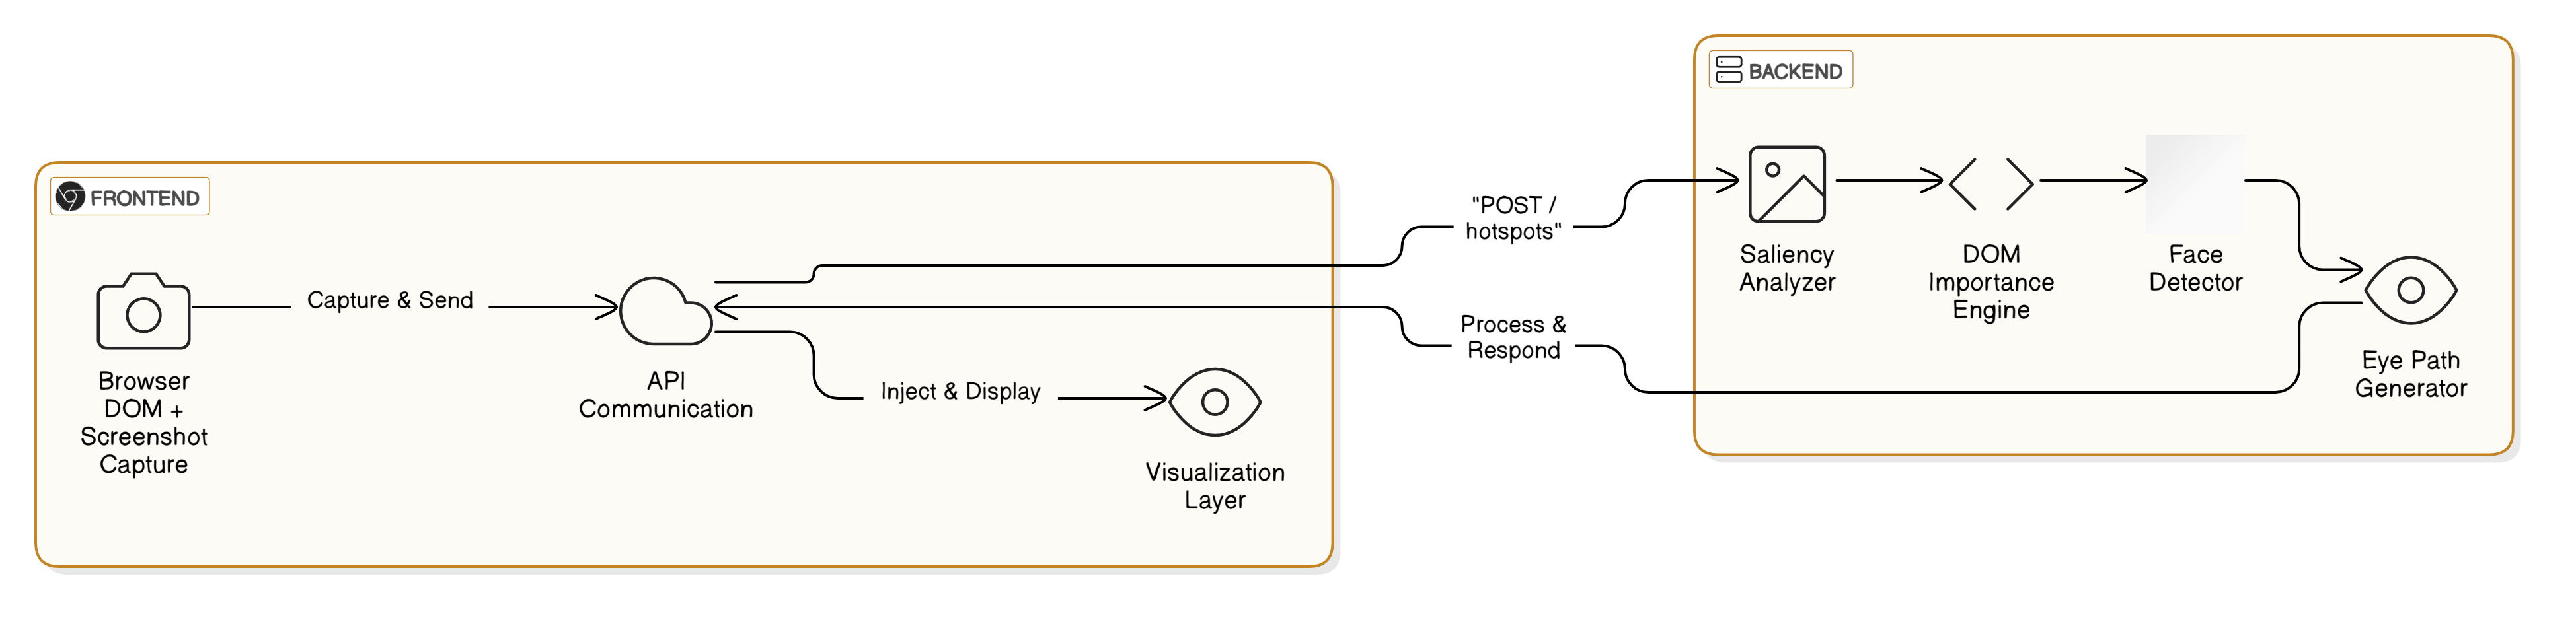 FRONTEND
Browser
DOM +
Screenshot
Capture
Capture & Send
API
Communication
Inject & Display
Visualization
Layer
"POST /
hotspots"
Process &
Respond
BACKEND
Saliency
Analyzer
DOM
Importance
Engine
Face
Detector
Eye Path
Generator